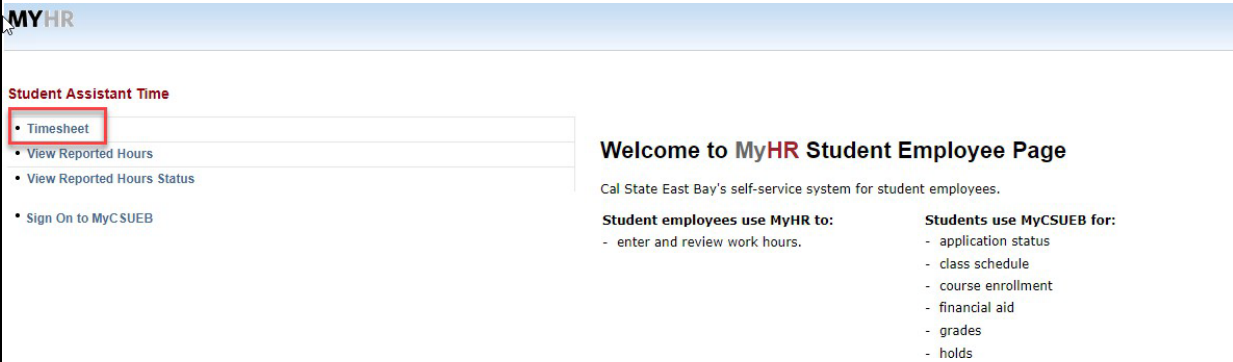 MYHR
Student Assistant Time
• Timesheet
• View Reported Hours
• View Reported Hours Status
• Sign On to MyCSUEB
Welcome to MyHR Student Employee Page
Cal State East Bay's self-service system for student employees.
Student employees use MyHR to:
- enter and review work hours.
Students use MyCSUEB for:
- application status
- class schedule
- course enrollment
- financial aid
- grades
- holds